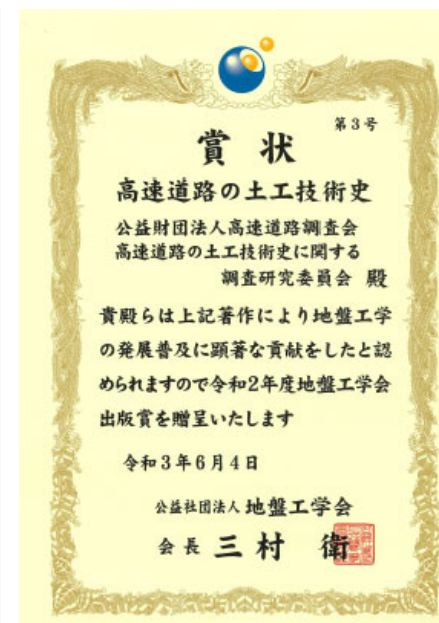 第3号
賞状
高速道路の土工技術史
公益財団法人高速道路調査会
高速道路の土工技術史に関する
調査研究委員会 殿
貴殿らは上記著作により地盤工学
の発展普及に顕著な貢献をしたと認
められますので令和2年度地盤工学会
出版賞を贈呈いたします
令和3年6月4日
公益社団法人 地盤工学会
会長 三村 衛